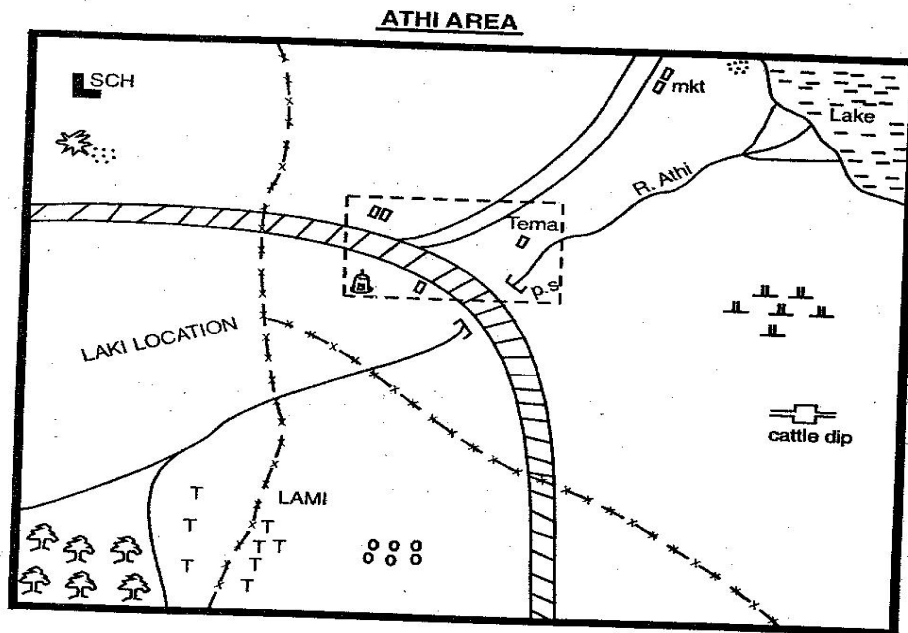 ATHI AREA
SCH
mkt
Lake
R. Athi
Tema
p.s
LAKI LOCATION
cattle dip
LAMI
T
T
T
T
T T
T
T